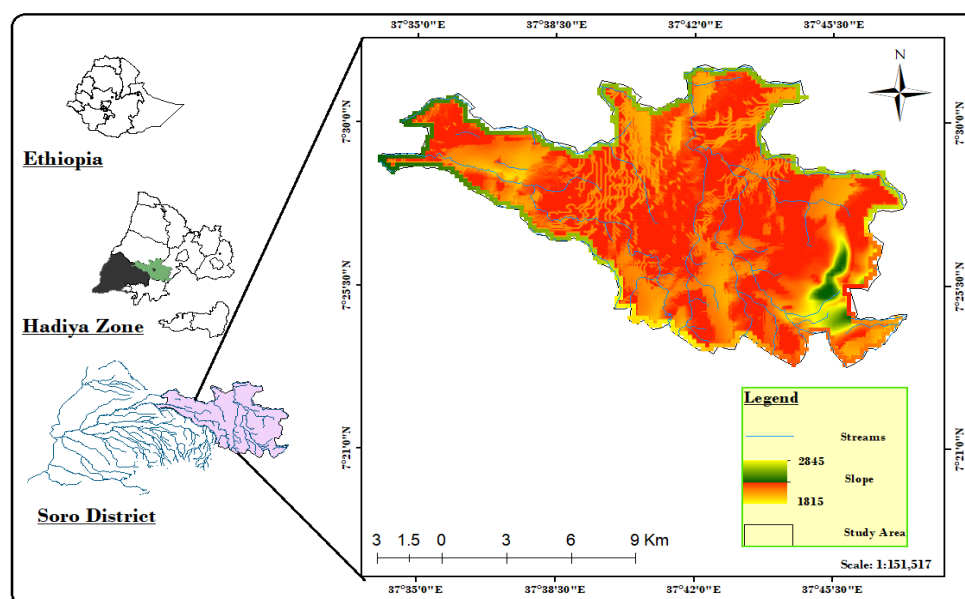 37°35'0"E 37°38'30"E 37°42'0"E 37°45'30"E
N
7°30'0"N 7°30'0"N
Ethiopia
7°25'30"N 7°25'30"N
Hadiya Zone
7°21'0"N 7°21'0"N
Soro District
Legend
Streams
2845
Slope
1815
Study Area
3 1.5 0 3 6 9 Km
Scale: 1:151,517
37°35'0"E 37°38'30"E 37°42'0"E 37°45'30"E